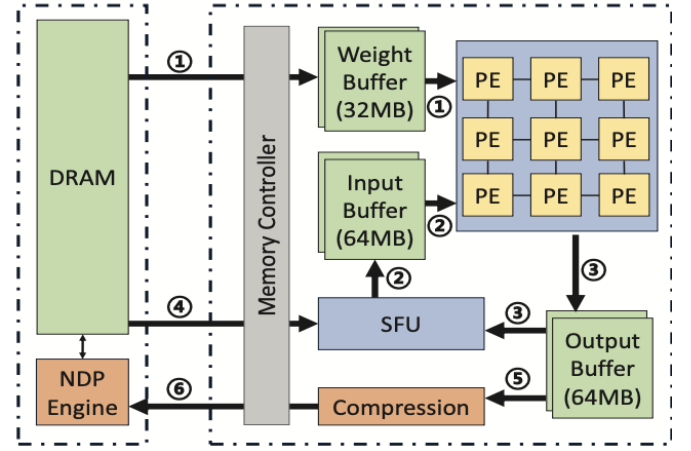 ①
Weight
Buffer
(32MB)
①
PE PE PE
PE PE PE
PE PE PE
DRAM
Memory Controller
Input
Buffer
(64MB)
②
②
③
④
SFU
③
Output
Buffer
(64MB)
NDP
Engine
⑥
Compression
⑤